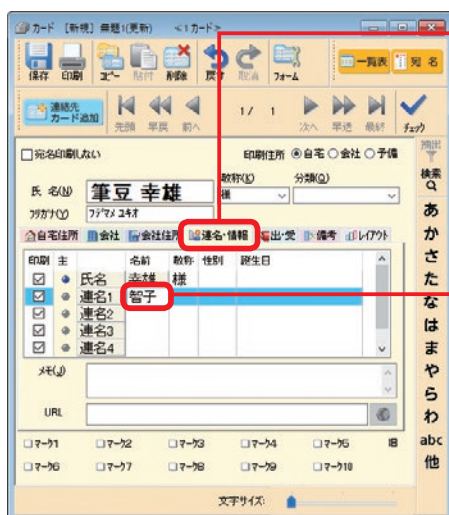 カード [新規] 無題1(更新) <1カード>
保存 印刷 コピー 貼付 削除 戻す 取消 フォーム 一覧表 宛名
連絡先カード追加 先頭 早戻 前へ 1/ 1 次へ 早送 最終 チェック
□宛名印刷しない 印刷住所 ◉自宅 ○会社 ○予備
敬称(K) 分類(Q)
氏 名(N) 筆豆 幸雄 様
フリガナ(Y) フデマメ ユキオ
自宅住所 会社 会社住所 連名・情報 出・受 備考 レイアウト
印刷 主 名前 敬称 性別 誕生日
氏名 幸雄 様
連名1 智子
連名2
連名3
連名4
メモ(J)
URL
□マーク1 □マーク2 □マーク3 □マーク4 □マーク5 旧
□マーク6 □マーク7 □マーク8 □マーク9 □マーク10
文字サイズ:
抽出
検索
あ
か
さ
た
な
は
ま
や
ら
わ
abc
他